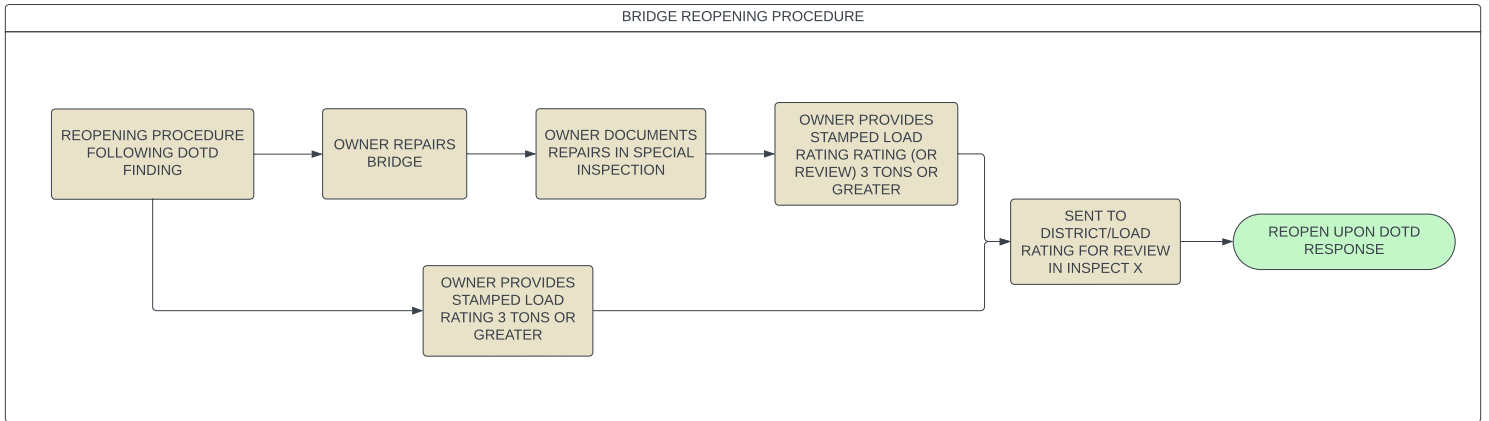 BRIDGE REOPENING PROCEDURE
REOPENING PROCEDURE
FOLLOWING DOTD
FINDING
OWNER REPAIRS
BRIDGE
OWNER DOCUMENTS
REPAIRS IN SPECIAL
INSPECTION
OWNER PROVIDES
STAMPED LOAD
RATING RATING (OR
REVIEW) 3 TONS OR
GREATER
OWNER PROVIDES
STAMPED LOAD
RATING 3 TONS OR
GREATER
SENT TO
DISTRICT/LOAD
RATING FOR REVIEW
IN INSPECT X
REOPEN UPON DOTD
RESPONSE